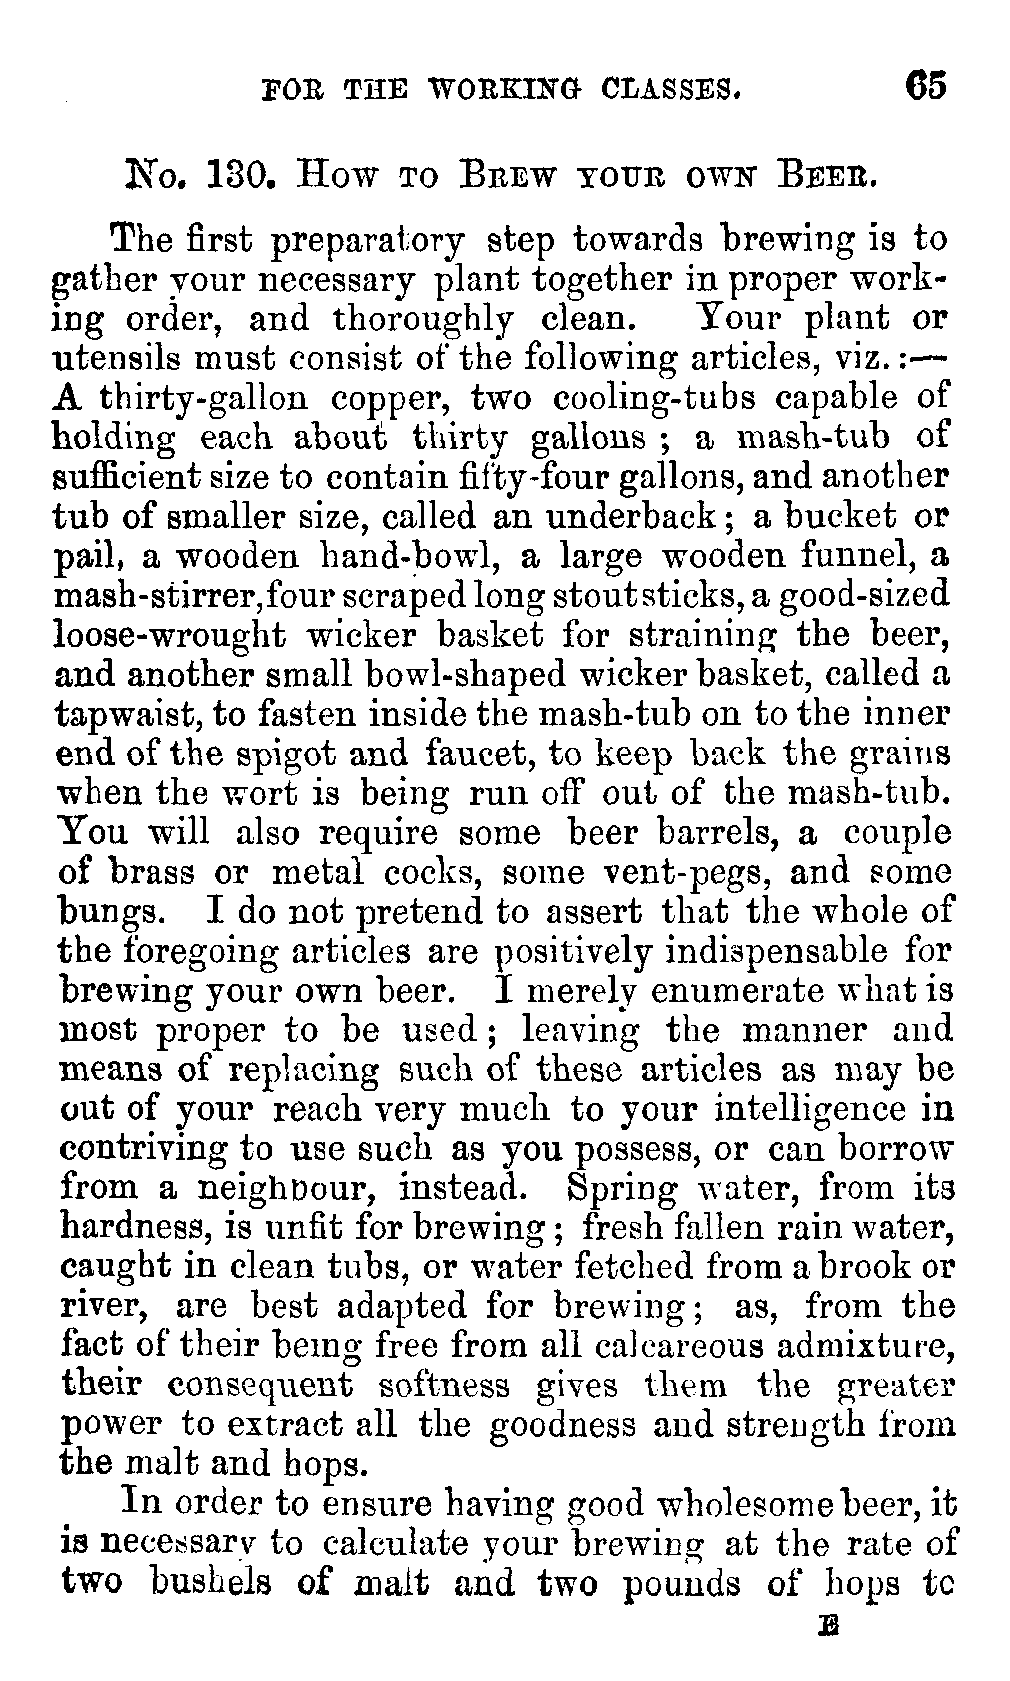 FOR THE WORKING CLASSES. 65
No. 130. How to Brew your own Beer.
The first preparatory step towards brewing is to
gather your necessary plant together in proper work-
ing order, and thoroughly clean. Your plant or
utensils must consist of the following articles, viz.:—
A thirty-gallon copper, two cooling-tubs capable of
holding each about thirty gallons ; a mash-tub of
sufficient size to contain fifty-four gallons, and another
tub of smaller size, called an underback; a bucket or
pail, a wooden hand-bowl, a large wooden funnel, a
mash-stirrer, four scraped long stout sticks, a good-sized
loose-wrought wicker basket for straining the beer,
and another small bowl-shaped wicker basket, called a
tapwaist, to fasten inside the mash-tub on to the inner
end of the spigot and faucet, to keep back the grains
when the wort is being run off out of the mash-tub.
You will also require some beer barrels, a couple
of brass or metal cocks, some vent-pegs, and some
bungs. I do not pretend to assert that the whole of
the foregoing articles are positively indispensable for
brewing your own beer. I merely enumerate what is
most proper to be used; leaving the manner and
means of replacing such of these articles as may be
out of your reach very much to your intelligence in
contriving to use such as you possess, or can borrow
from a neighbour, instead. Spring water, from its
hardness, is unfit for brewing; fresh fallen rain water,
caught in clean tubs, or water fetched from a brook or
river, are best adapted for brewing; as, from the
fact of their being free from all calcareous admixture,
their consequent softness gives them the greater
power to extract all the goodness and strength from
the malt and hops.
In order to ensure having good wholesome beer, it
is necessary to calculate your brewing at the rate of
two bushels of malt and two pounds of hops to
E